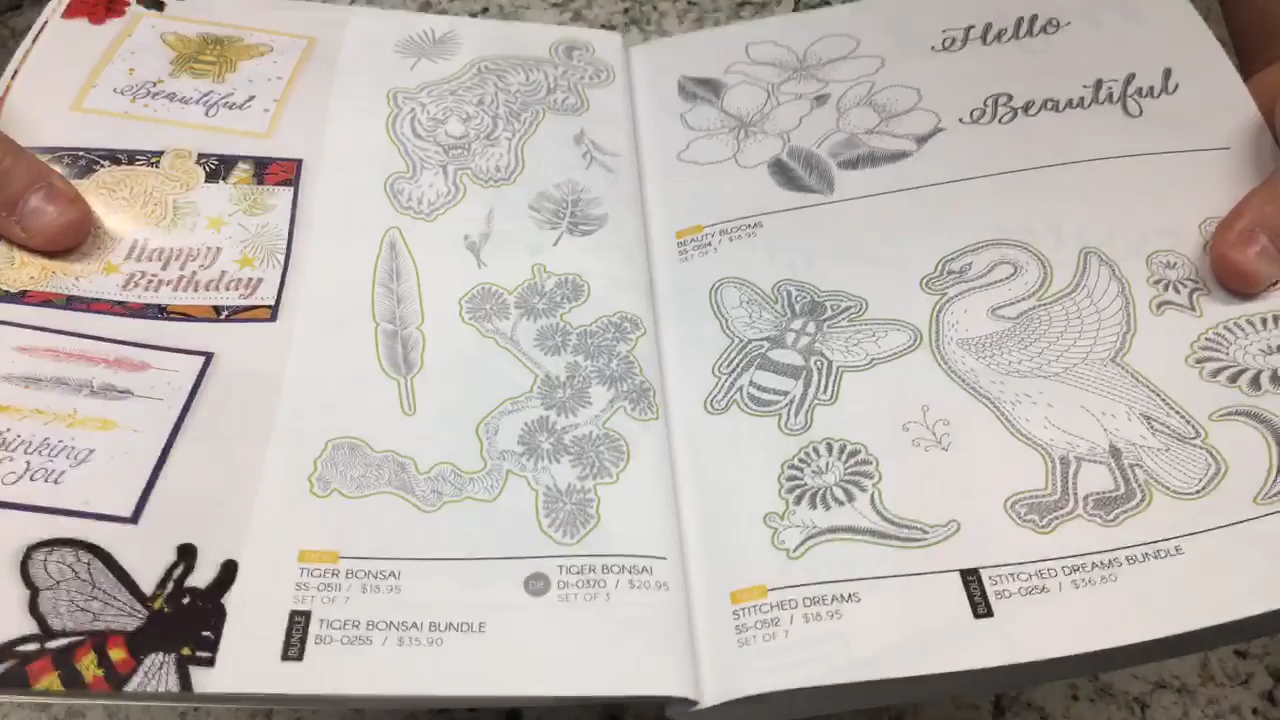 Beautiful
Happy
Birthday
You
NEW
TIGER BONSAI
SS-0511 / $18.95
SET OF 7
DIE
TIGER BONSAI
DI-0370 / $20.95
SET OF 3
BUNDLE
TIGER BONSAI BUNDLE
BD-0255 / $35.90
Hello
Beautiful
BEAUTY BLOOMS
SS-0514 / $18.95
SET OF 3
STITCHED DREAMS
SS-0512 / $18.95
SET OF 7
BUNDLE
STITCHED DREAMS BUNDLE
BD-0256 / $36.80